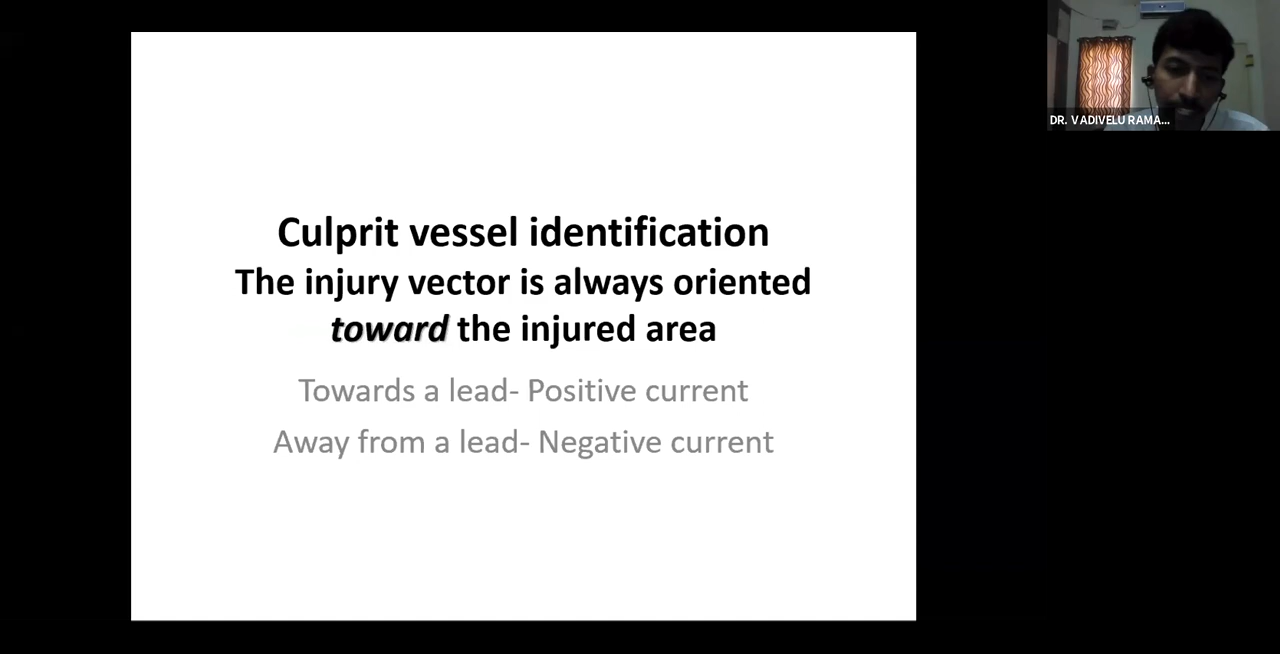 DR. VADIVELU RAMA...
Culprit vessel identification
The injury vector is always oriented
toward the injured area
Towards a lead- Positive current
Away from a lead- Negative current